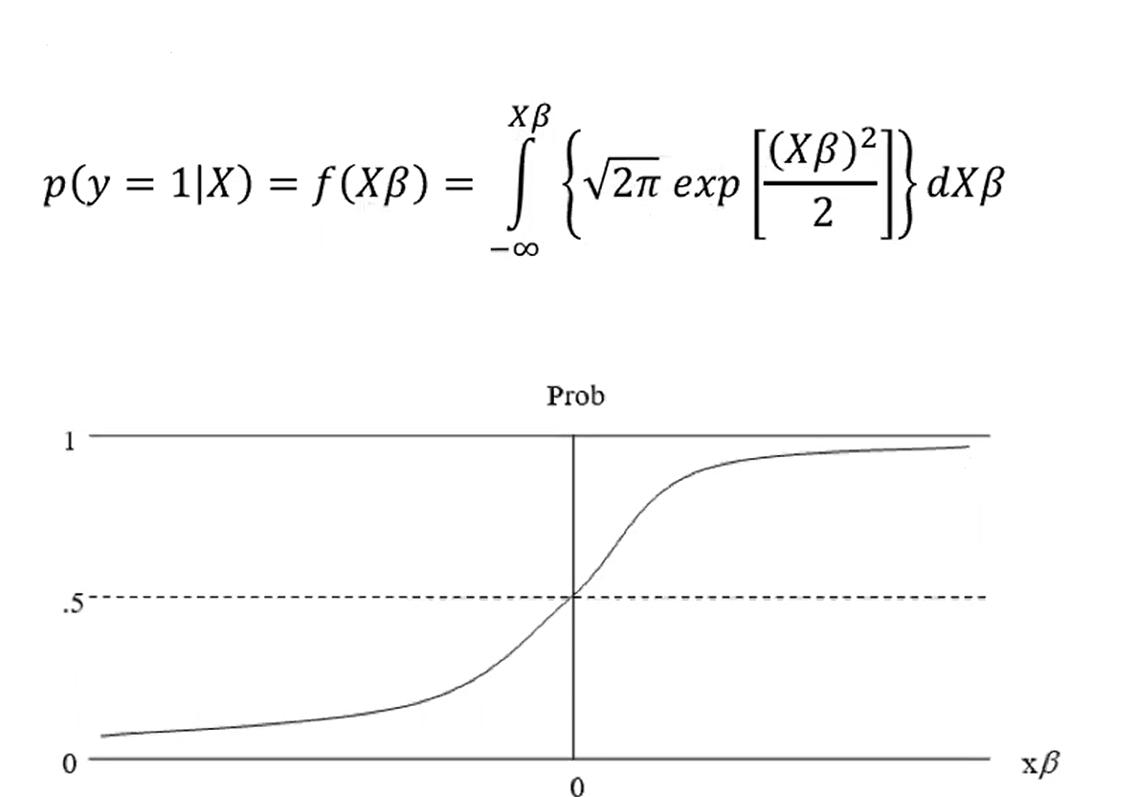 p(y = 1|X) = f(Xβ) = ∫_{-∞}^{Xβ} {√2π exp [(Xβ)²/2]} dXβ
Prob
1
.5
0
0
xβ